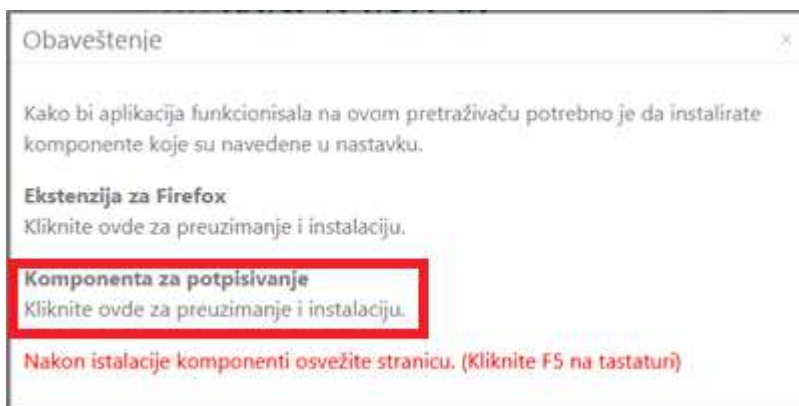 Obaveštenje
Kako bi aplikacija funkcionisala na ovom pretraživaču potrebno je da instalirate
komponente koje su navedene u nastavku.
Ekstenzija za Firefox
Kliknite ovde za preuzimanje i instalaciju.
Komponenta za potpisivanje
Kliknite ovde za preuzimanje i instalaciju.
Nakon istalacije komponenti osvežite stranicu. (Kliknite F5 na tastaturi)